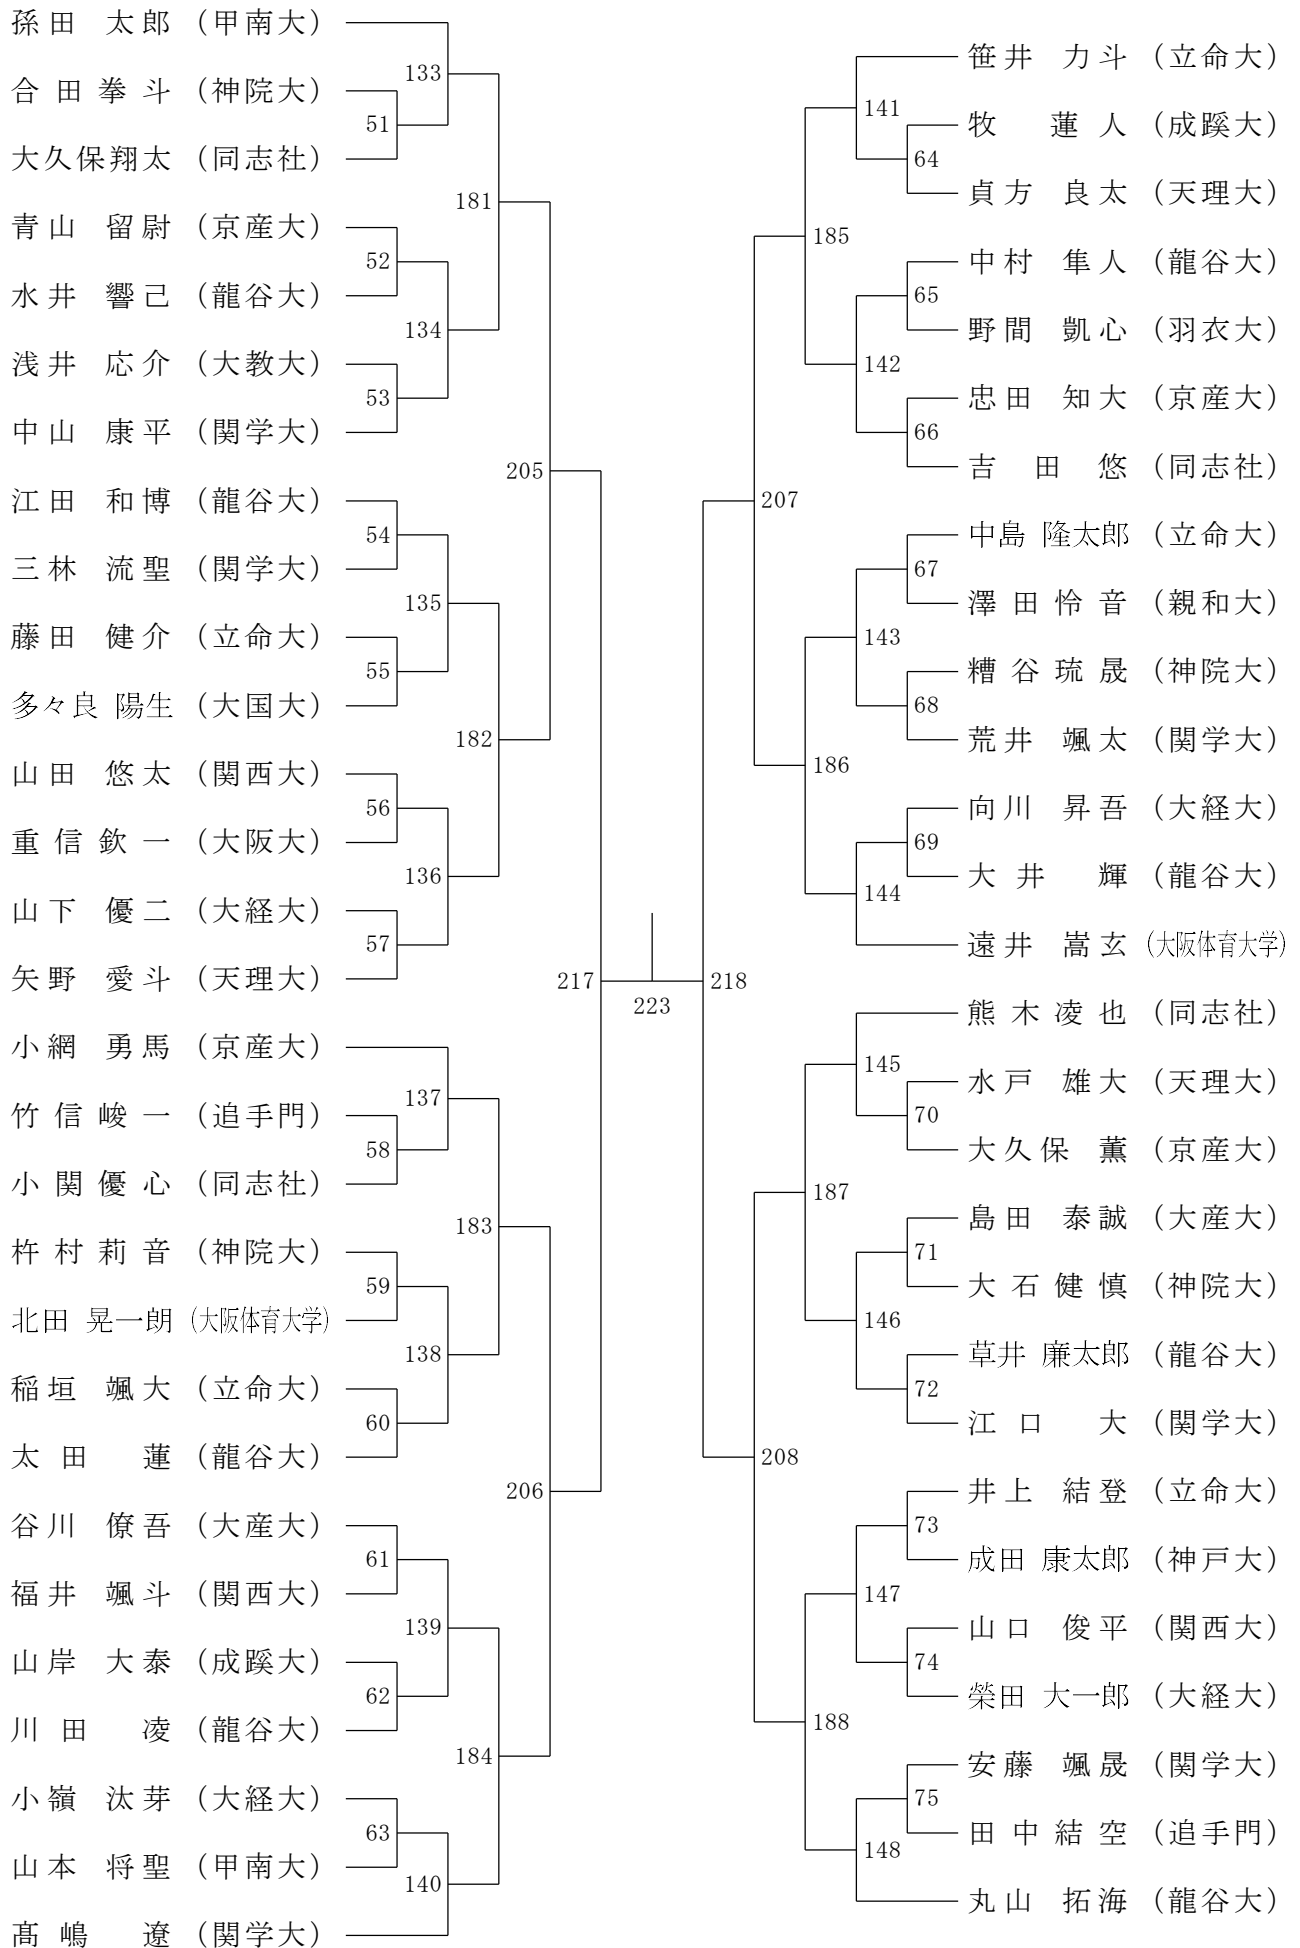 孫田 太郎 (甲南大)
133
合田拳斗 (神院大)
51
大久保翔太 (同志社)
181
青山 留尉 (京産大)
52
水井 響己 (龍谷大)
134
浅井 応介 (大教大)
53
中山 康平 (関学大)
205
江田 和博 (龍谷大)
54
三林 流聖 (関学大)
135
藤田 健介 (立命大)
55
多々良 陽生 (大国大)
182
山田 悠太 (関西大)
56
重信欽一 (大阪大)
136
山下 優二 (大経大)
57
矢野 愛斗 (天理大)
217
223
小網 勇馬 (京産大)
137
竹信峻一 (追手門)
58
小関優心 (同志社)
183
杵村莉音 (神院大)
59
北田 晃一朗 (大阪体育大学)
138
稲垣 颯大 (立命大)
60
太田 蓮 (龍谷大)
206
谷川 僚吾 (大産大)
61
福井 颯斗 (関西大)
139
山岸 大泰 (成蹊大)
62
川田 凌 (龍谷大)
184
小嶺 汰芽 (大経大)
63
山本 将聖 (甲南大)
140
髙嶋 遼 (関学大)
笹井 力斗 (立命大)
141
牧 蓮人 (成蹊大)
64
貞方 良太 (天理大)
185
中村 隼人 (龍谷大)
65
野間 凱心 (羽衣大)
142
忠田 知大 (京産大)
66
吉田悠 (同志社)
207
中島 隆太郎 (立命大)
67
澤田怜音 (親和大)
143
糟谷琉晟 (神院大)
68
荒井 颯太 (関学大)
186
向川 昇吾 (大経大)
69
大井 輝 (龍谷大)
144
遠井 嵩玄 (大阪体育大学)
218
熊木凌也 (同志社)
145
水戸 雄大 (天理大)
70
大久保 薫 (京産大)
187
島田 泰誠 (大産大)
71
大石健慎 (神院大)
146
草井 廉太郎 (龍谷大)
72
江口 大 (関学大)
208
井上 結登 (立命大)
73
成田 康太郎 (神戸大)
147
山口 俊平 (関西大)
74
榮田 大一郎 (大経大)
188
安藤 颯晟 (関学大)
75
田中結空 (追手門)
148
丸山 拓海 (龍谷大)